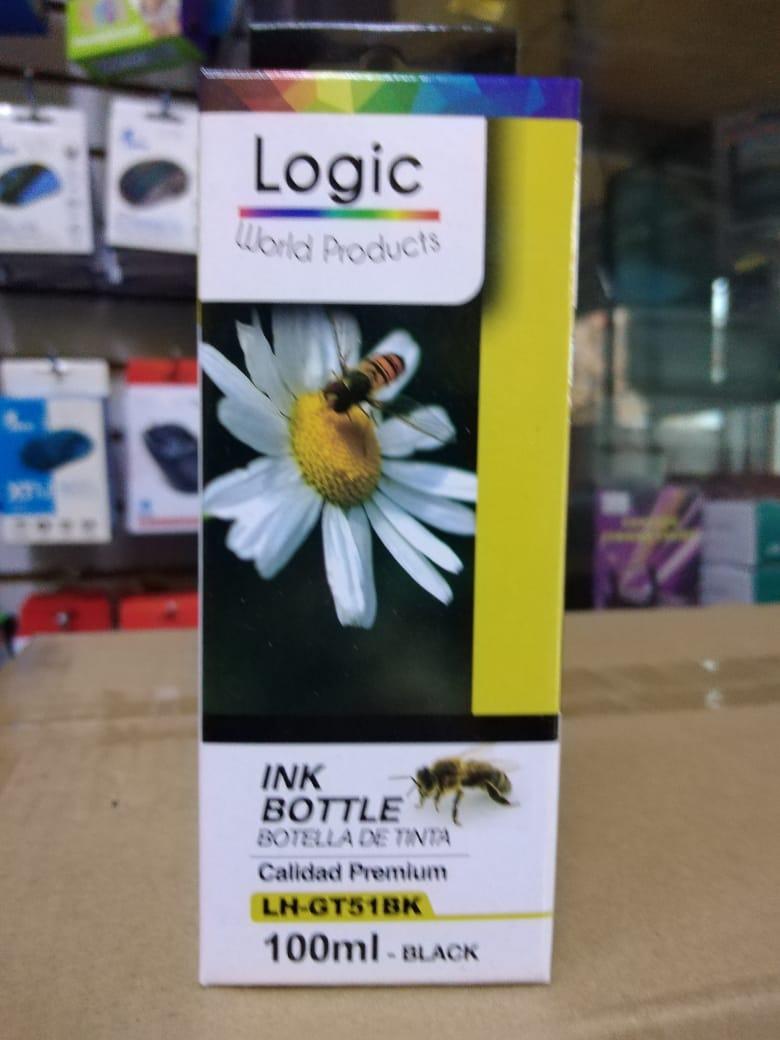 Logic
World Products
INK
BOTTLE
BOTELLA DE TINTA
Calidad Premium
LH-GT51BK
100ml - BLACK